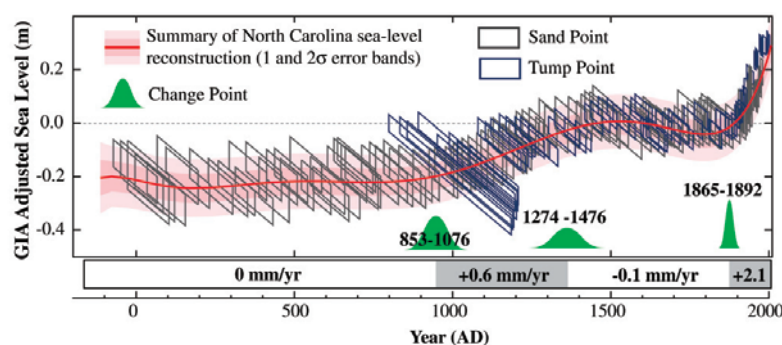 Summary of North Carolina sea-level
reconstruction (1 and 2σ error bands)
Change Point
Sand Point
Tump Point
GIA Adjusted Sea Level (m)
0.2
0.0
-0.2
-0.4
853-1076
1274 -1476
1865-1892
0 mm/yr
+0.6 mm/yr
-0.1 mm/yr
+2.1
0
500
1000
1500
2000
Year (AD)